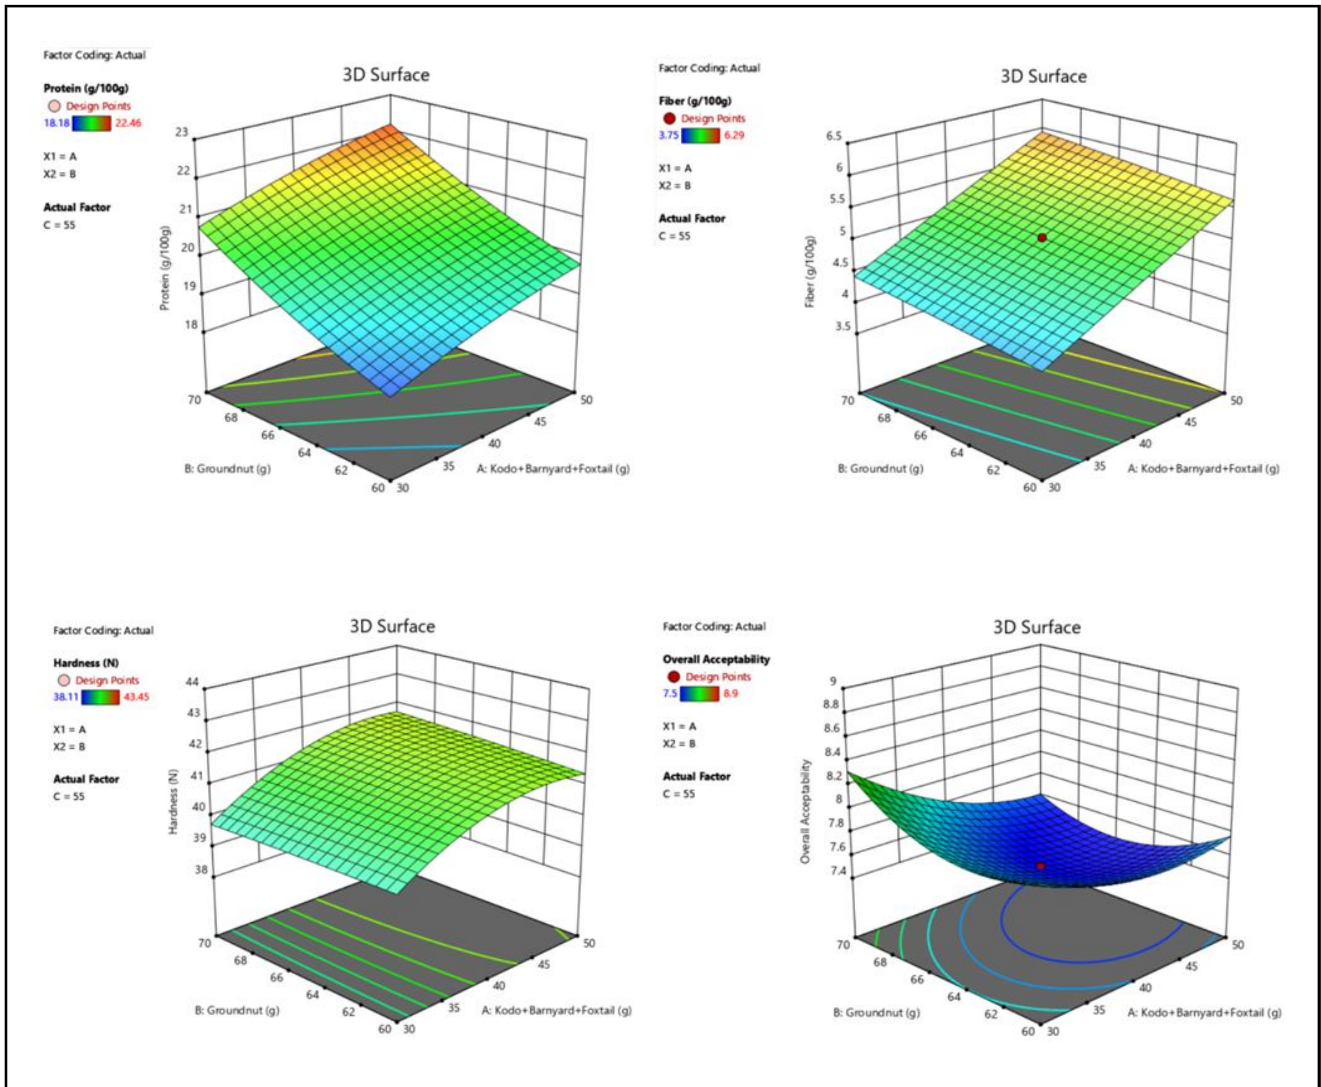 Factor Coding: Actual
3D Surface
Protein (g/100g)
Design Points
18.18 22.46
X1 = A
X2 = B
Actual Factor
C = 55
23
22
21
20
19
18
Protein (g/100g)
70
68
66
64
62
60
30
35
40
45
50
B: Groundnut (g)
A: Kodo+Barnyard+Foxtail (g)
Factor Coding: Actual
3D Surface
Fiber (g/100g)
Design Points
3.75 6.29
X1 = A
X2 = B
Actual Factor
C = 55
6.5
6
5.5
5
4.5
4
3.5
Fiber (g/100g)
70
68
66
64
62
60
30
35
40
45
50
B: Groundnut (g)
A: Kodo+Barnyard+Foxtail (g)
Factor Coding: Actual
3D Surface
Hardness (N)
Design Points
38.11 43.45
X1 = A
X2 = B
Actual Factor
C = 55
44
43
42
41
40
39
38
Hardness (N)
70
68
66
64
62
60
30
35
40
45
50
B: Groundnut (g)
A: Kodo+Barnyard+Foxtail (g)
Factor Coding: Actual
3D Surface
Overall Acceptability
Design Points
7.5 8.9
X1 = A
X2 = B
Actual Factor
C = 55
9
8.8
8.6
8.4
8.2
8
7.8
7.6
7.4
Overall Acceptability
70
68
66
64
62
60
30
35
40
45
50
B: Groundnut (g)
A: Kodo+Barnyard+Foxtail (g)